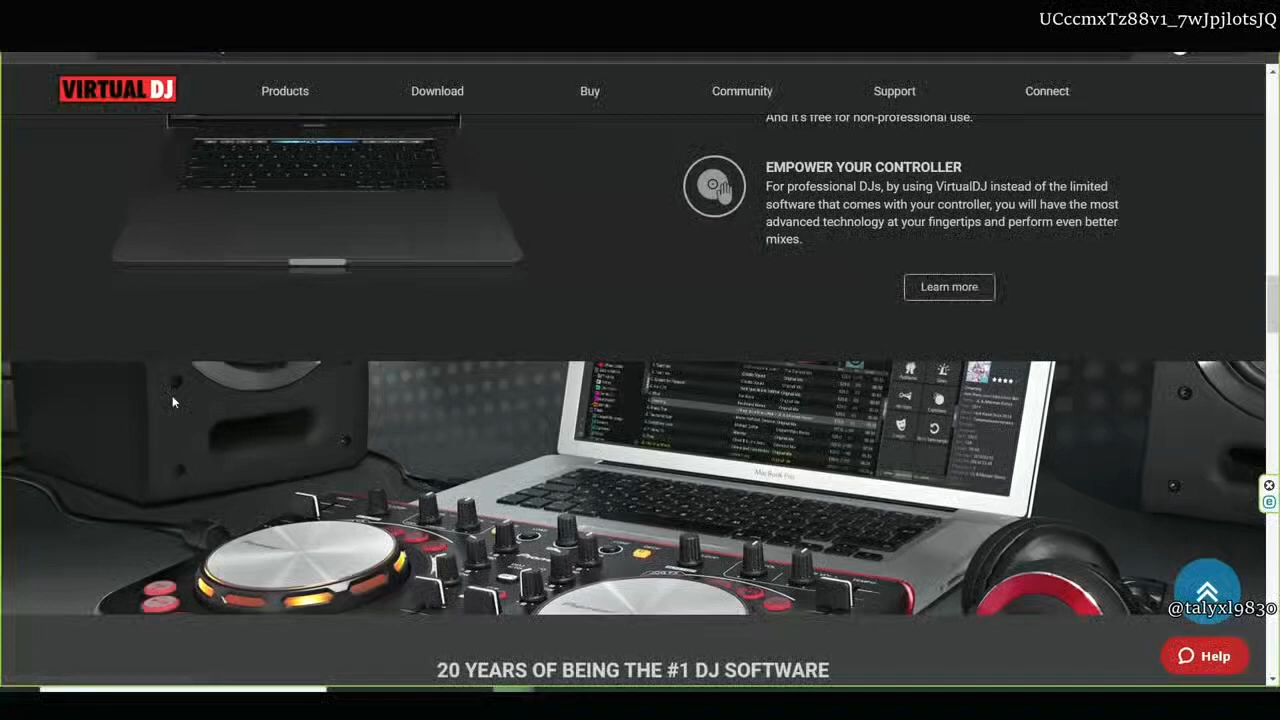 UCccmxTz88v1_7wJpjlotsJQ
VIRTUAL DJ
Products
Download
Buy
Community
Support
Connect
And it's free for non-professional use.
EMPOWER YOUR CONTROLLER
For professional DJs, by using VirtualDJ instead of the limited
software that comes with your controller, you will have the most
advanced technology at your fingertips and perform even better
mixes.
Learn more
MacBook Pro
@talyxl9830
Help
20 YEARS OF BEING THE #1 DJ SOFTWARE